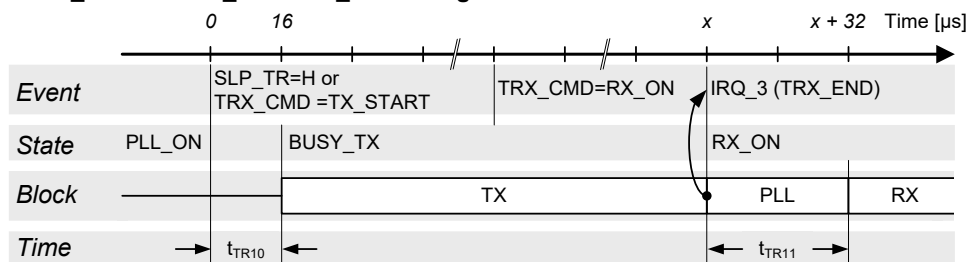 0 16 x x + 32 Time [µs]
Event SLP_TR=H or TRX_CMD=RX_ON IRQ_3 (TRX_END)
TRX_CMD =TX_START
State PLL_ON BUSY_TX RX_ON
Block TX PLL RX
Time tTR10 tTR11